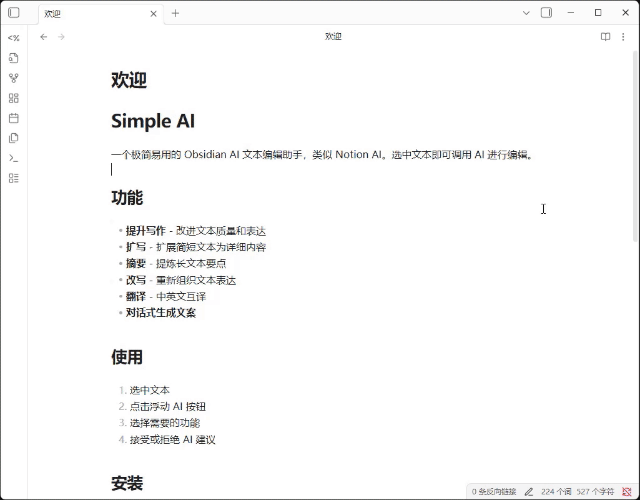 欢迎
欢迎
欢迎
Simple AI
一个极简易用的 Obsidian AI 文本编辑助手，类似 Notion AI。选中文本即可调用 AI 进行编辑。
功能
• 提升写作 - 改进文本质量和表达
• 扩写 - 扩展简短文本为详细内容
• 摘要 - 提炼长文本要点
• 改写 - 重新组织文本表达
• 翻译 - 中英文互译
• 对话式生成文案
使用
1. 选中文本
2. 点击浮动 AI 按钮
3. 选择需要的功能
4. 接受或拒绝 AI 建议
安装
0 条反向链接 224 个词 527 个字符